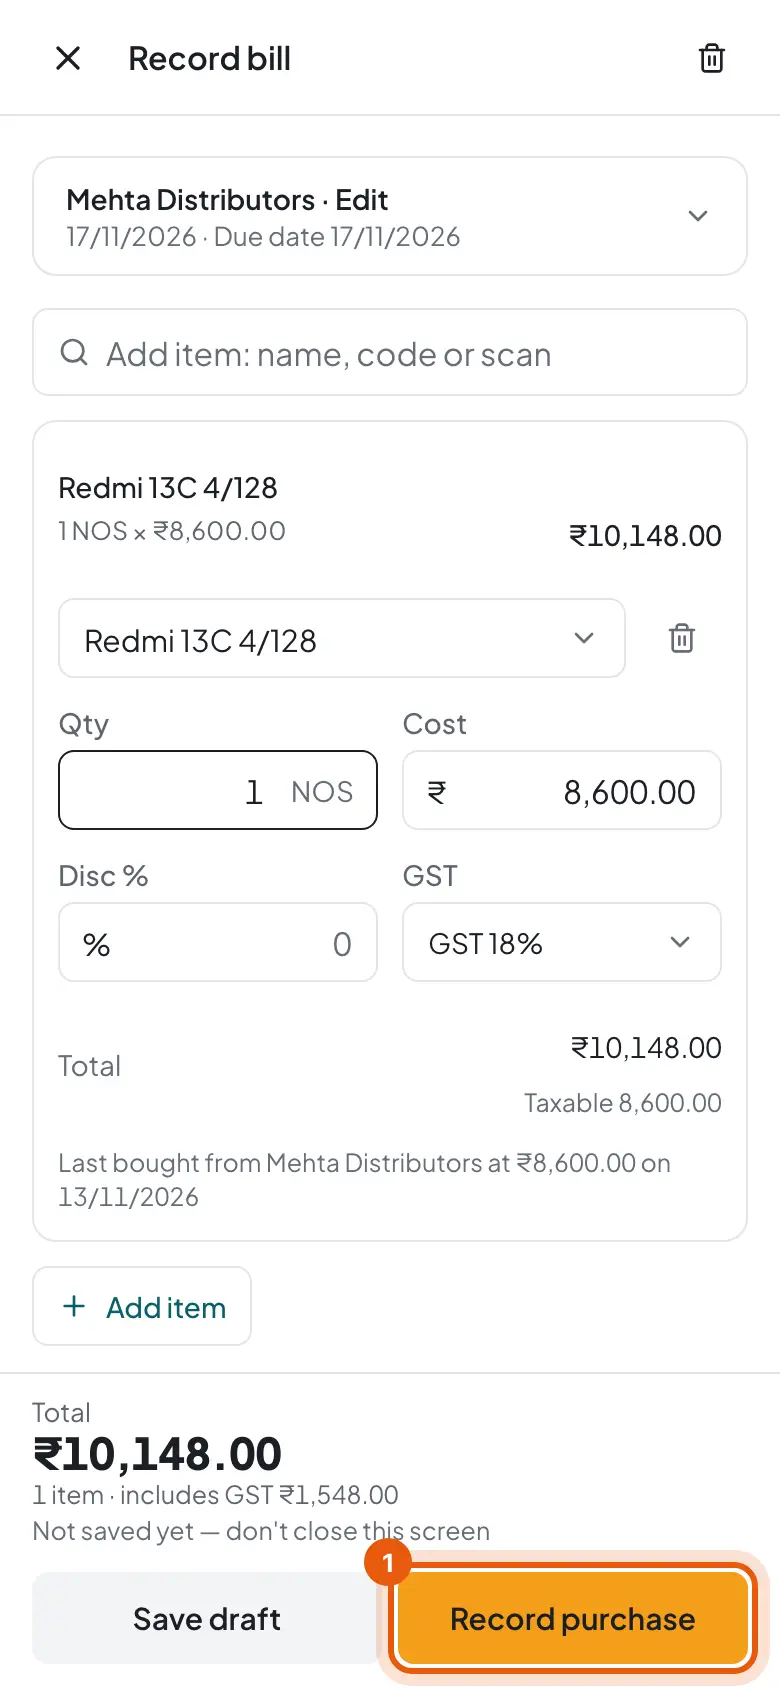 Record bill
Mehta Distributors · Edit
17/11/2026 · Due date 17/11/2026
Add item: name, code or scan
Redmi 13C 4/128
1 NOS × ₹8,600.00
₹10,148.00
Redmi 13C 4/128
Qty
Cost
1 NOS
₹ 8,600.00
Disc %
GST
% 0
GST 18%
Total
₹10,148.00
Taxable 8,600.00
Last bought from Mehta Distributors at ₹8,600.00 on
13/11/2026
+ Add item
Total
₹10,148.00
1 item · includes GST ₹1,548.00
Not saved yet — don't close this screen
1
Save draft
Record purchase